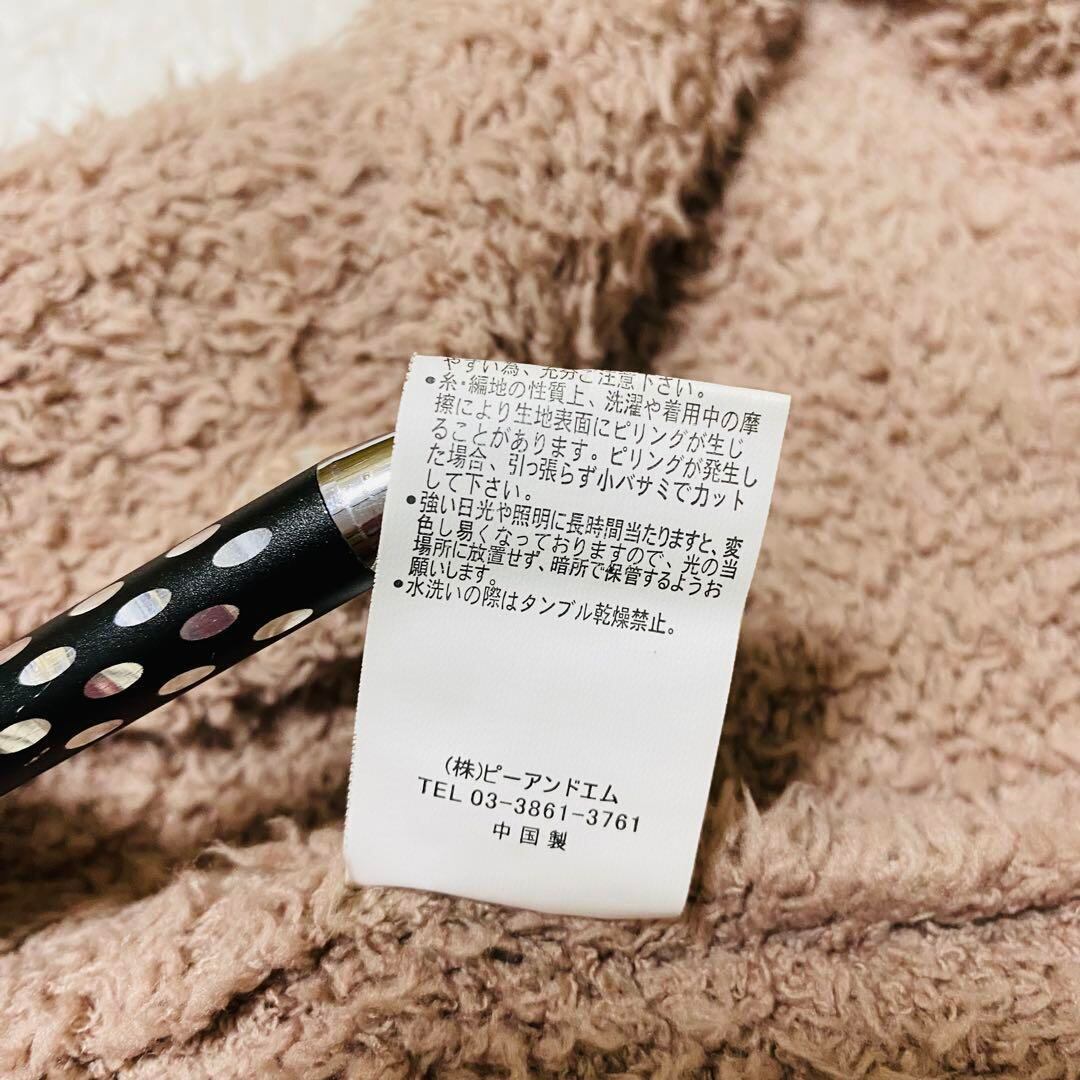 やすい為、充分ご注意下さい。
●糸・編地の性質上、洗濯や着用中の摩
擦により生地表面にピリングが生じ
ることがあります。ピリングが発生し
た場合、引っ張らず小バサミでカット
して下さい。
●強い日光や照明に長時間当たりますと、変
色し易くなっておりますので、光の当
場所に放置せず、暗所で保管するようお
願いします。
●水洗いの際はタンブル乾燥禁止。
(株)ピーアンドエム
TEL 03-3861-3761
中国製